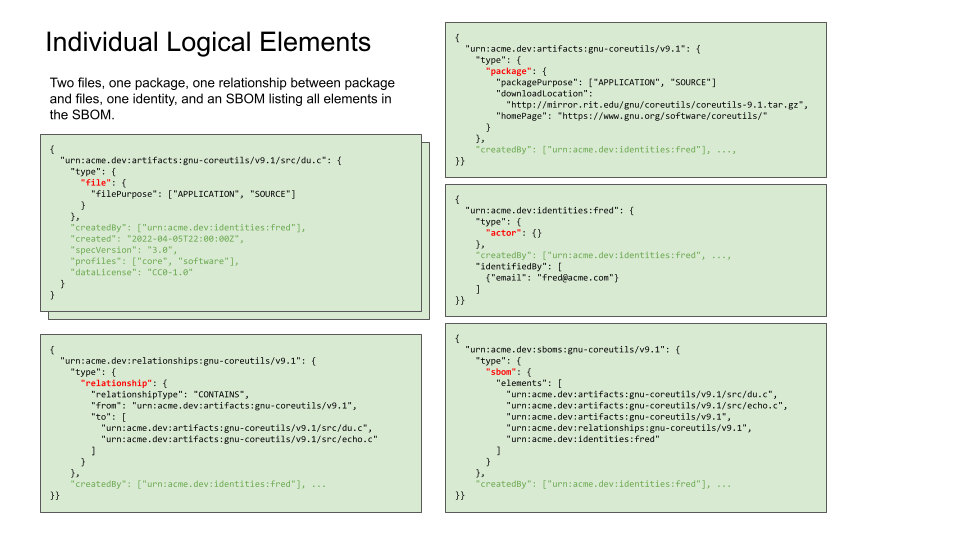 Individual Logical Elements
Two files, one package, one relationship between package
and files, one identity, and an SBOM listing all elements in
the SBOM.
{
  "urn:acme.dev:artifacts:gnu-coreutils/v9.1/src/du.c": {
    "type": {
      "file": {
        "filePurpose": ["APPLICATION", "SOURCE"]
      }
    },
    "createdBy": ["urn:acme.dev:identities:fred"],
    "created": "2022-04-05T22:00:00Z",
    "specVersion": "3.0",
    "profiles": ["core", "software"],
    "dataLicense": "CC0-1.0"
  }
}
{
  "urn:acme.dev:relationships:gnu-coreutils/v9.1": {
    "type": {
      "relationship": {
        "relationshipType": "CONTAINS",
        "from": "urn:acme.dev:artifacts:gnu-coreutils/v9.1",
        "to": [
          "urn:acme.dev:artifacts:gnu-coreutils/v9.1/src/du.c",
          "urn:acme.dev:artifacts:gnu-coreutils/v9.1/src/echo.c"
        ]
      }
    },
    "createdBy": ["urn:acme.dev:identities:fred"], ...
}}
{
  "urn:acme.dev:artifacts:gnu-coreutils/v9.1": {
    "type": {
      "package": {
        "packagePurpose": ["APPLICATION", "SOURCE"]
        "downloadLocation":
          "http://mirror.rit.edu/gnu/coreutils/coreutils-9.1.tar.gz",
        "homePage": "https://www.gnu.org/software/coreutils/"
      }
    },
    "createdBy": ["urn:acme.dev:identities:fred"], ...,
}}
{
  "urn:acme.dev:identities:fred": {
    "type": {
      "actor": {}
    },
    "createdBy": ["urn:acme.dev:identities:fred", ...,
    "identifiedBy": [
      {"email": "fred@acme.com"}
    ]
}}
{
  "urn:acme.dev:sboms:gnu-coreutils/v9.1": {
    "type": {
      "sbom": {
        "elements": [
          "urn:acme.dev:artifacts:gnu-coreutils/v9.1/src/du.c",
          "urn:acme.dev:artifacts:gnu-coreutils/v9.1/src/echo.c",
          "urn:acme.dev:artifacts:gnu-coreutils/v9.1",
          "urn:acme.dev:relationships:gnu-coreutils/v9.1",
          "urn:acme.dev:identities:fred"
        ]
      }
    },
    "createdBy": ["urn:acme.dev:identities:fred"], ...
}}